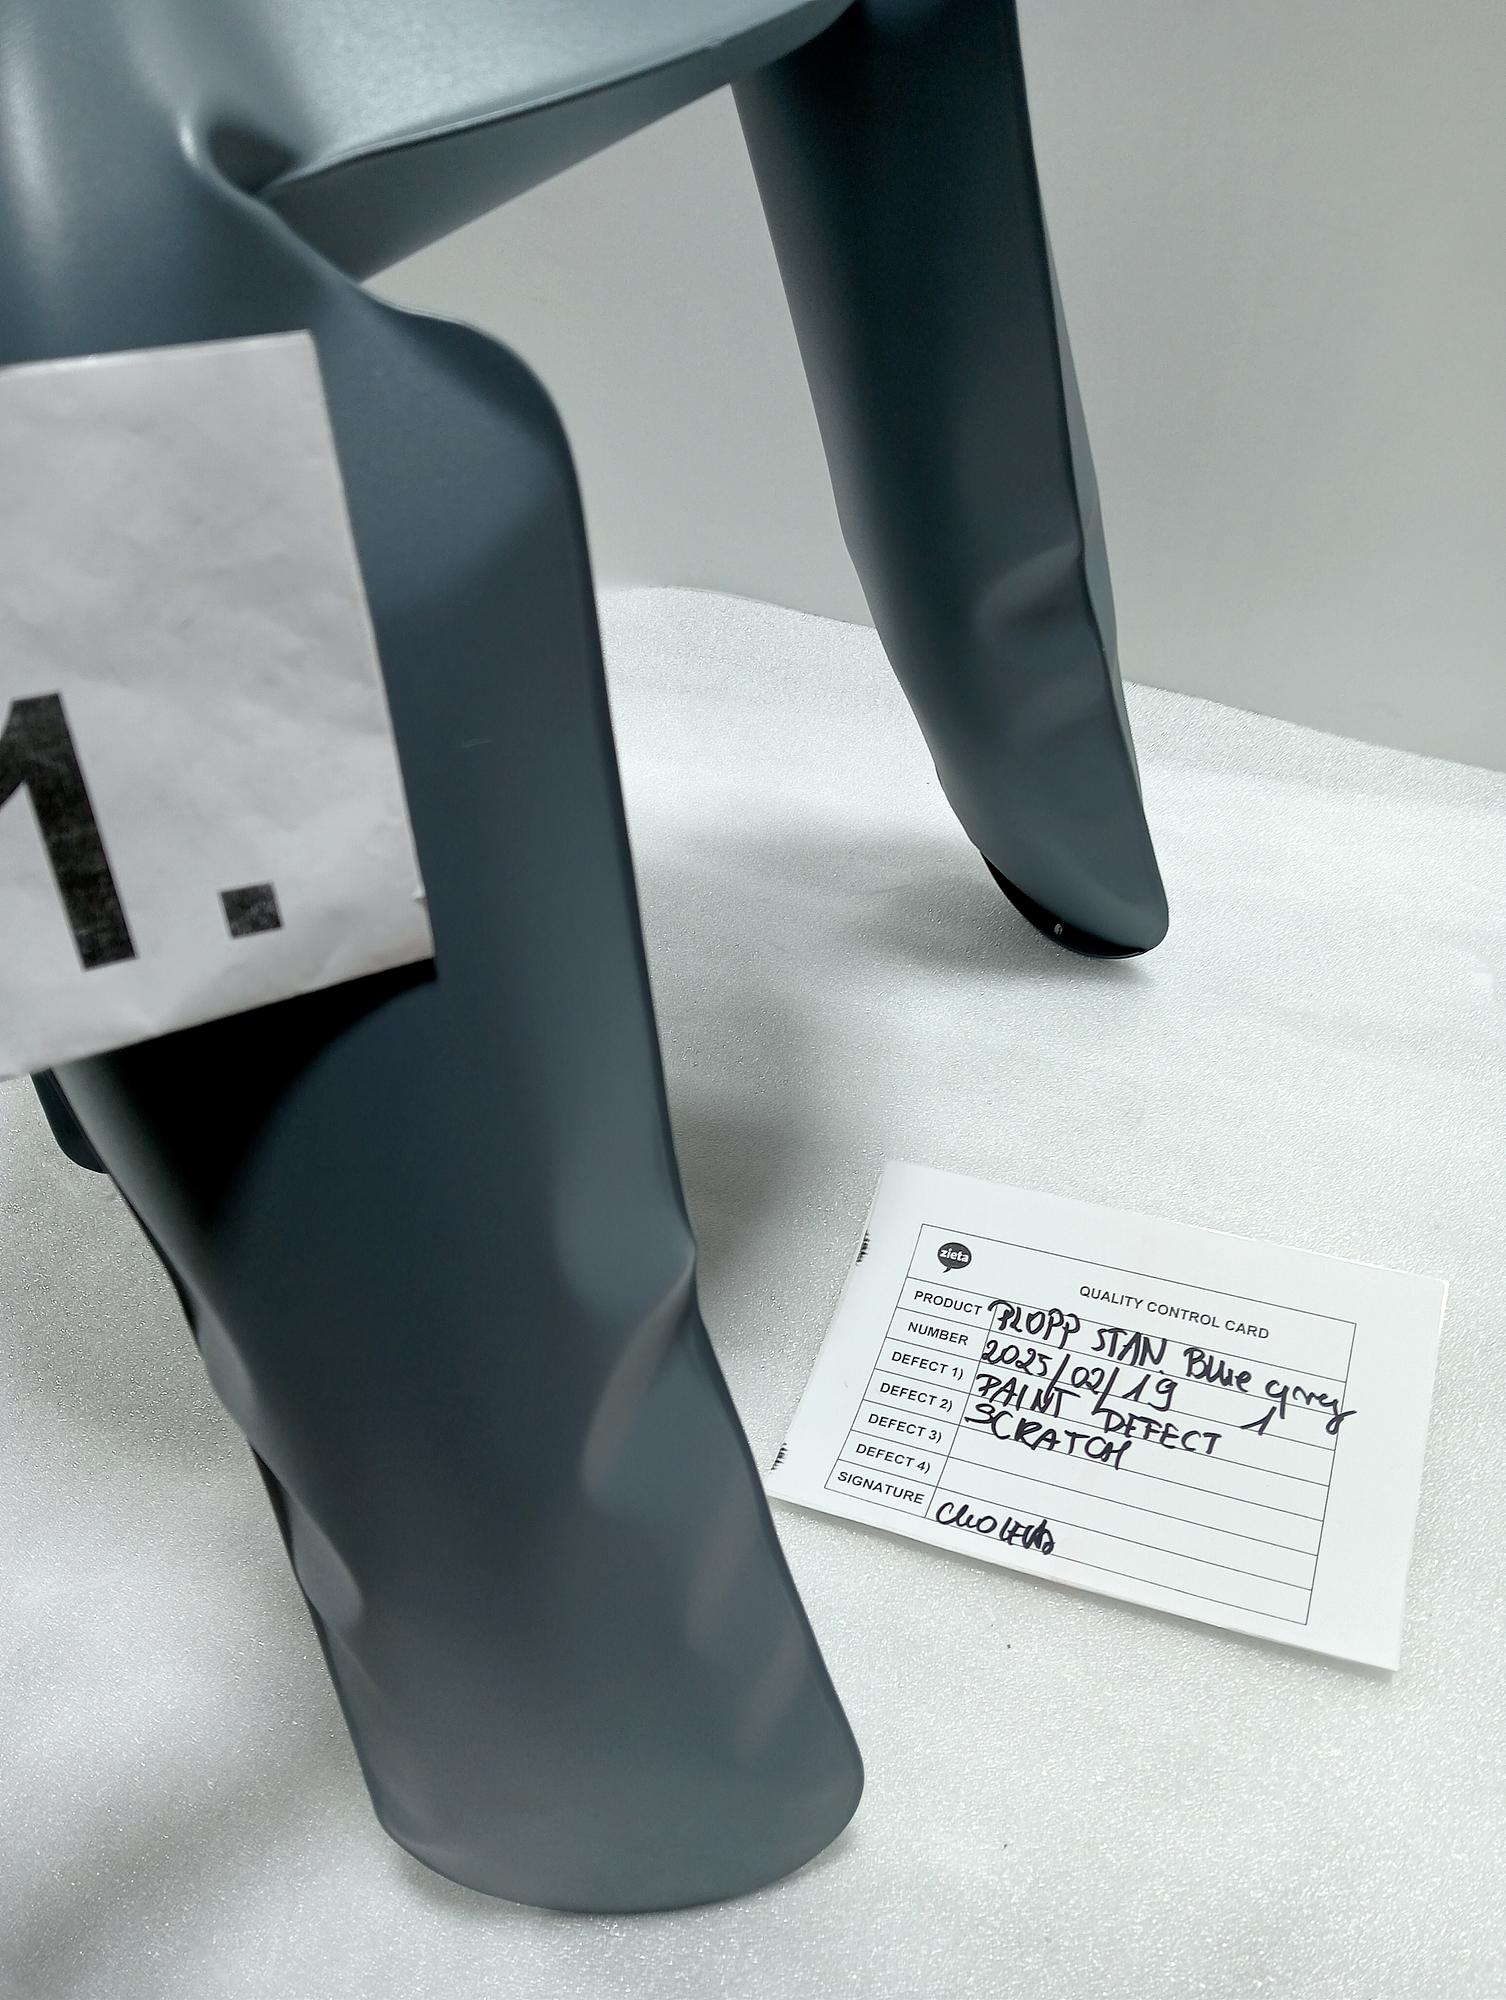 1.
zieta
QUALITY CONTROL CARD
PRODUCT PLOPP STAN. Blue grey
NUMBER 2025/02/19 1
DEFECT 1) PAINT DEFECT
DEFECT 2) SCRATCH
DEFECT 3)
DEFECT 4)
SIGNATURE